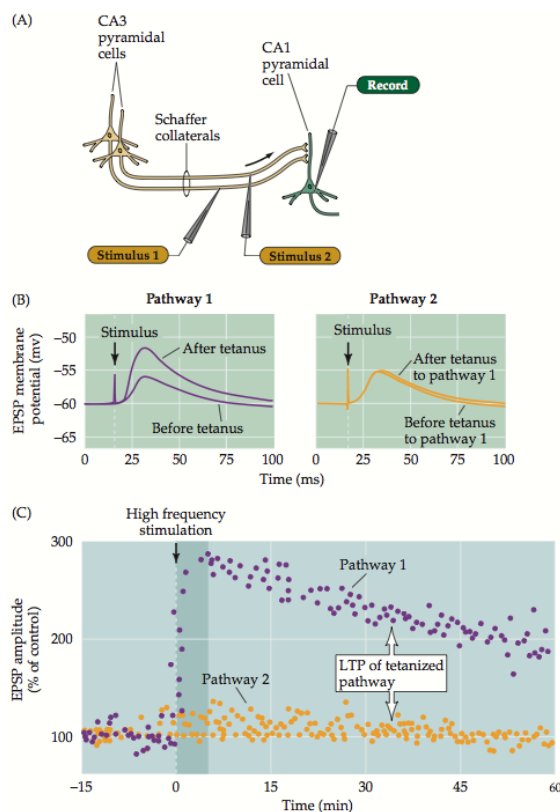 (A)
CA3
pyramidal
cells
CA1
pyramidal
cell
Record
Schaffer
collaterals
Stimulus 1
Stimulus 2
(B)
Pathway 1
Pathway 2
EPSP membrane
potential (mv)
−50
−55
−60
−65
Stimulus
After tetanus
Before tetanus
Stimulus
After tetanus
to pathway 1
Before tetanus
to pathway 1
0 25 50 75 100
0 25 50 75 100
Time (ms)
(C)
High frequency
stimulation
EPSP amplitude
(% of control)
300
200
100
Pathway 1
LTP of tetanized
pathway
Pathway 2
−15 0 15 30 45 60
Time (min)